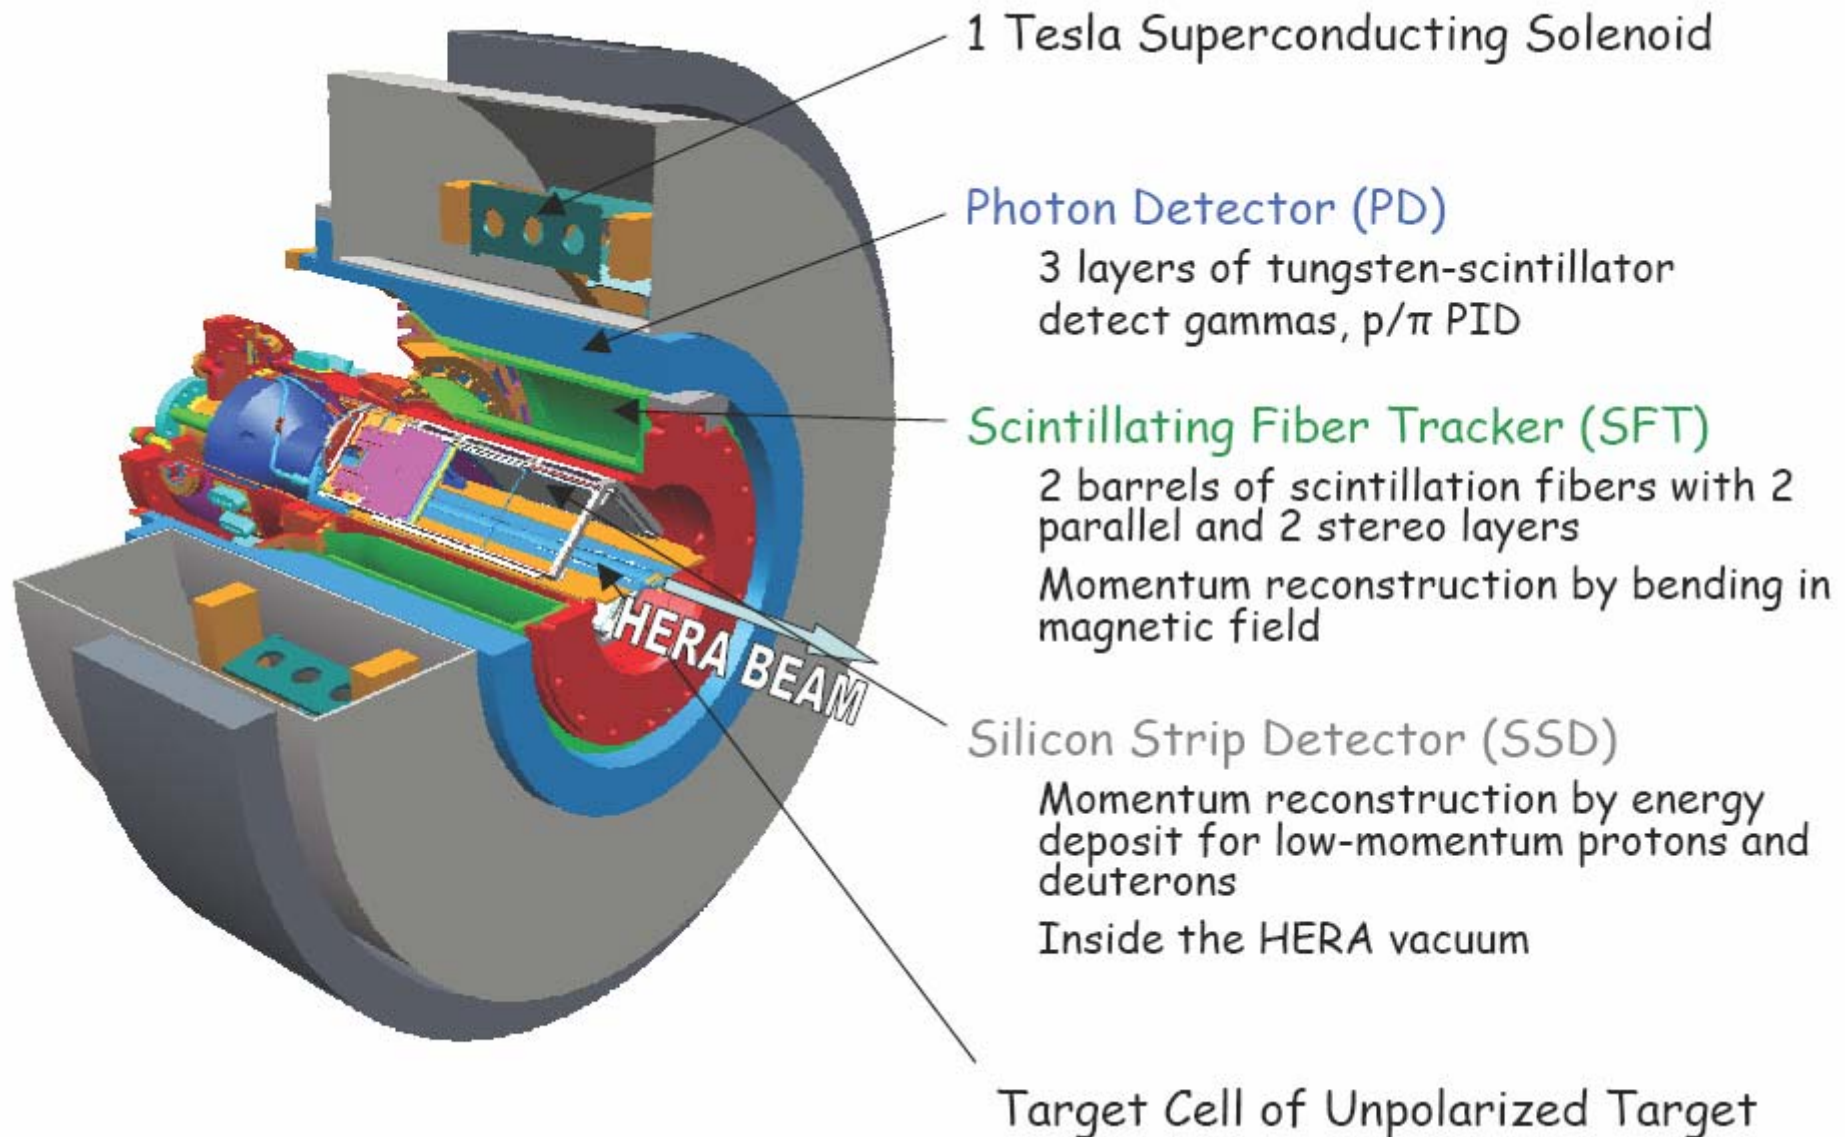 1 Tesla Superconducting Solenoid
Photon Detector (PD)
3 layers of tungsten-scintillator
detect gammas, p/π PID
Scintillating Fiber Tracker (SFT)
2 barrels of scintillation fibers with 2
parallel and 2 stereo layers
Momentum reconstruction by bending in
magnetic field
HERA BEAM
Silicon Strip Detector (SSD)
Momentum reconstruction by energy
deposit for low-momentum protons and
deuterons
Inside the HERA vacuum
Target Cell of Unpolarized Target